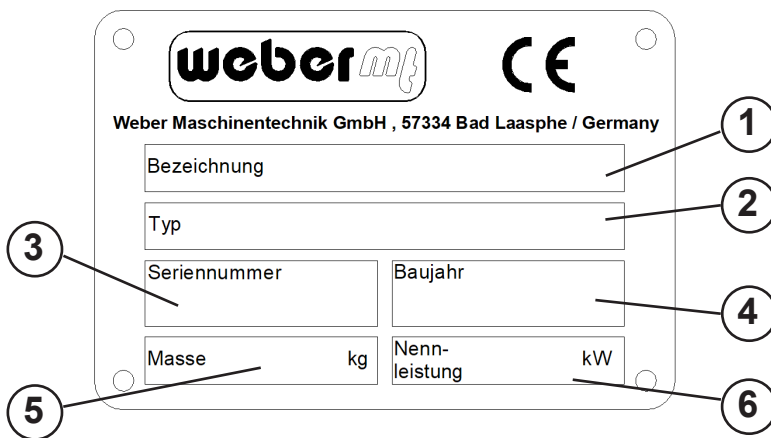 weber mt
CE
Weber Maschinentechnik GmbH , 57334 Bad Laasphe / Germany
1
Bezeichnung
2
Typ
3
Seriennummer
Baujahr
4
Masse kg
Nenn-
leistung kW
5
6